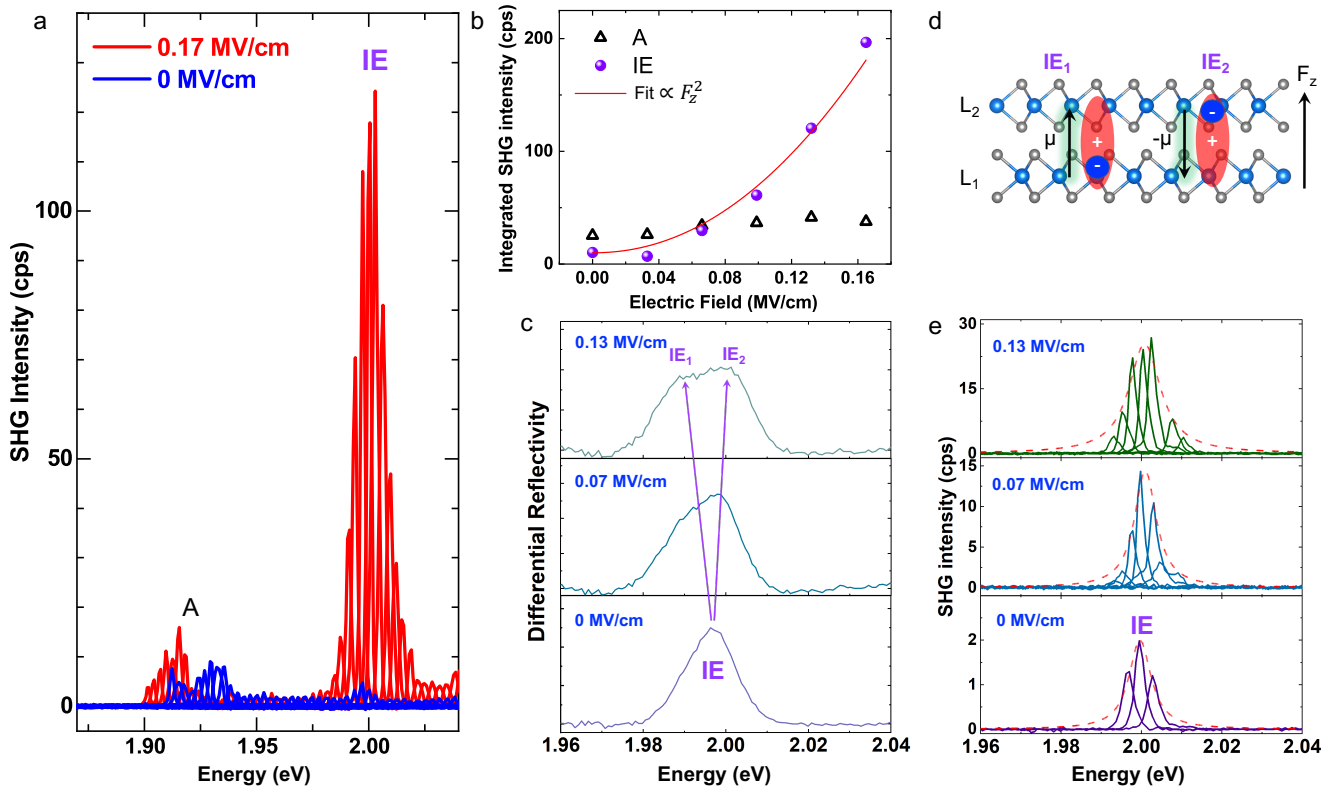 a
0.17 MV/cm
0 MV/cm
IE
A
100
50
0
SHG Intensity (cps)
1.90
1.95
2.00
Energy (eV)
b
A
IE
Fit ∝ F_z^2
200
100
0
Integrated SHG intensity (cps)
0.00
0.04
0.08
0.12
0.16
Electric Field (MV/cm)
c
0.13 MV/cm
IE₁
IE₂
0.07 MV/cm
0 MV/cm
IE
Differential Reflectivity
1.96
1.98
2.00
2.02
2.04
Energy (eV)
d
IE₁
IE₂
F_z
L₂
μ
+
-
-μ
-
+
L₁
e
30
0.13 MV/cm
15
0
15
0.07 MV/cm
10
5
0
0 MV/cm
IE
2
1
0
SHG intensity (cps)
1.96
1.98
2.00
2.02
2.04
Energy (eV)